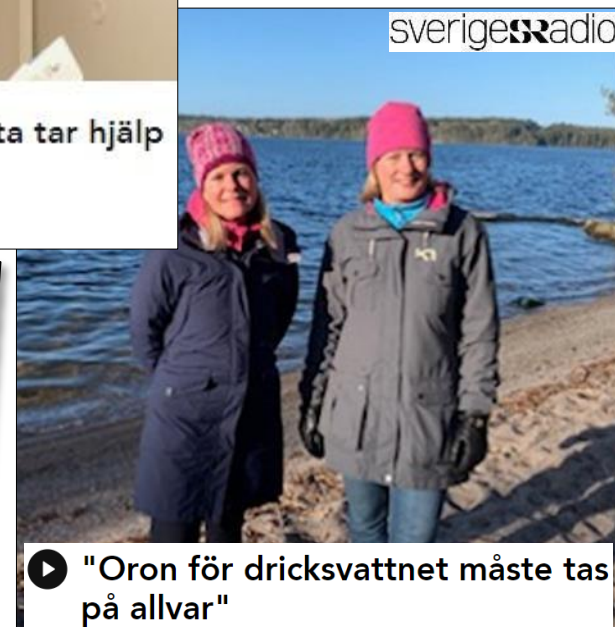 sverigesRadio
ta tar hjälp
"Oron för dricksvattnet måste tas
på allvar"